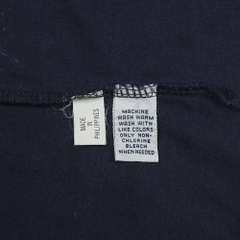 MADE
IN
PHILIPPINES
MACHINE
WASH WARM
WASH WITH
LIKE COLORS
ONLY NON-
CHLORINE
BLEACH
WHEN NEEDED